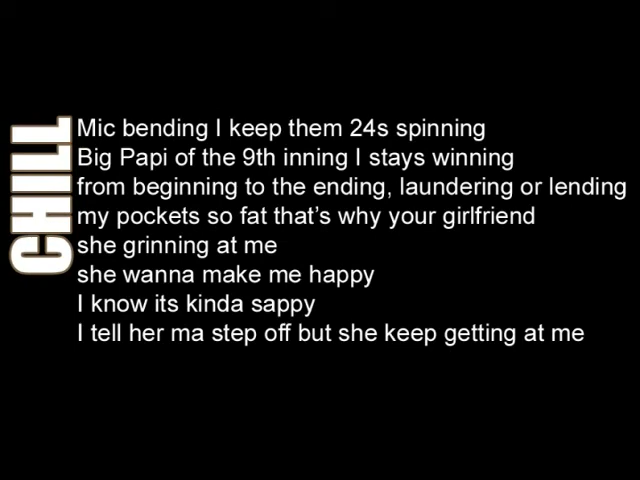 CHILL
Mic bending I keep them 24s spinning
Big Papi of the 9th inning I stays winning
from beginning to the ending, laundering or lending
my pockets so fat that’s why your girlfriend
she grinning at me
she wanna make me happy
I know its kinda sappy
I tell her ma step off but she keep getting at me